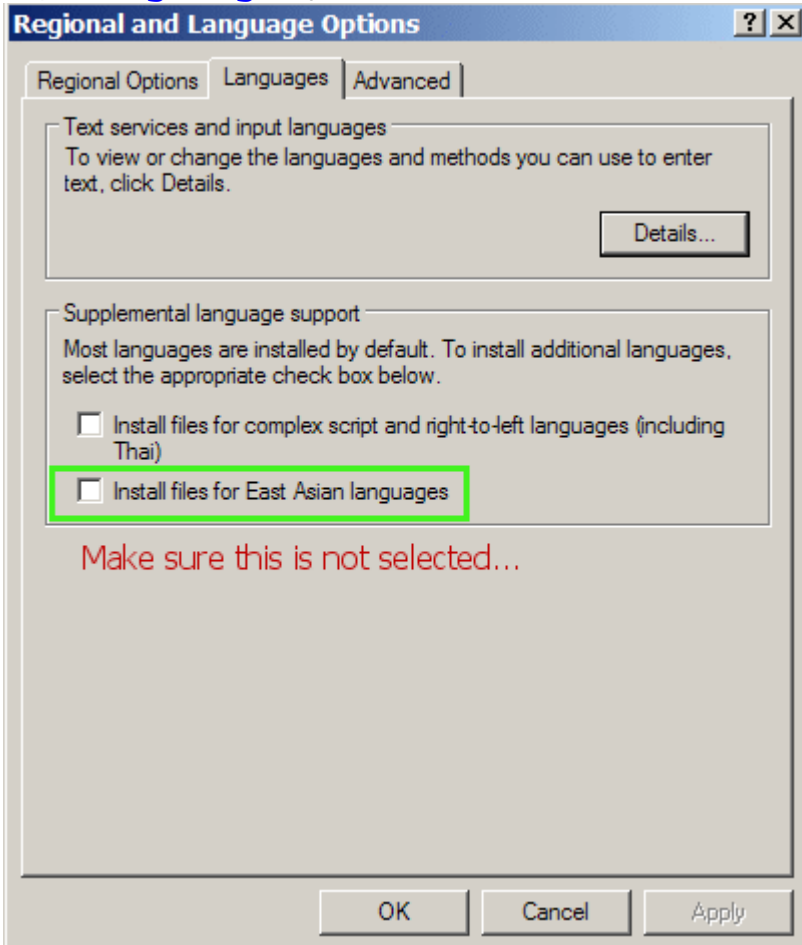 Regional and Language Options
Regional Options Languages Advanced
Text services and input languages
To view or change the languages and methods you can use to enter
text, click Details.
Details...
Supplemental language support
Most languages are installed by default. To install additional languages,
select the appropriate check box below.
Install files for complex script and right-to-left languages (including
Thai)
Install files for East Asian languages
Make sure this is not selected...
OK Cancel Apply